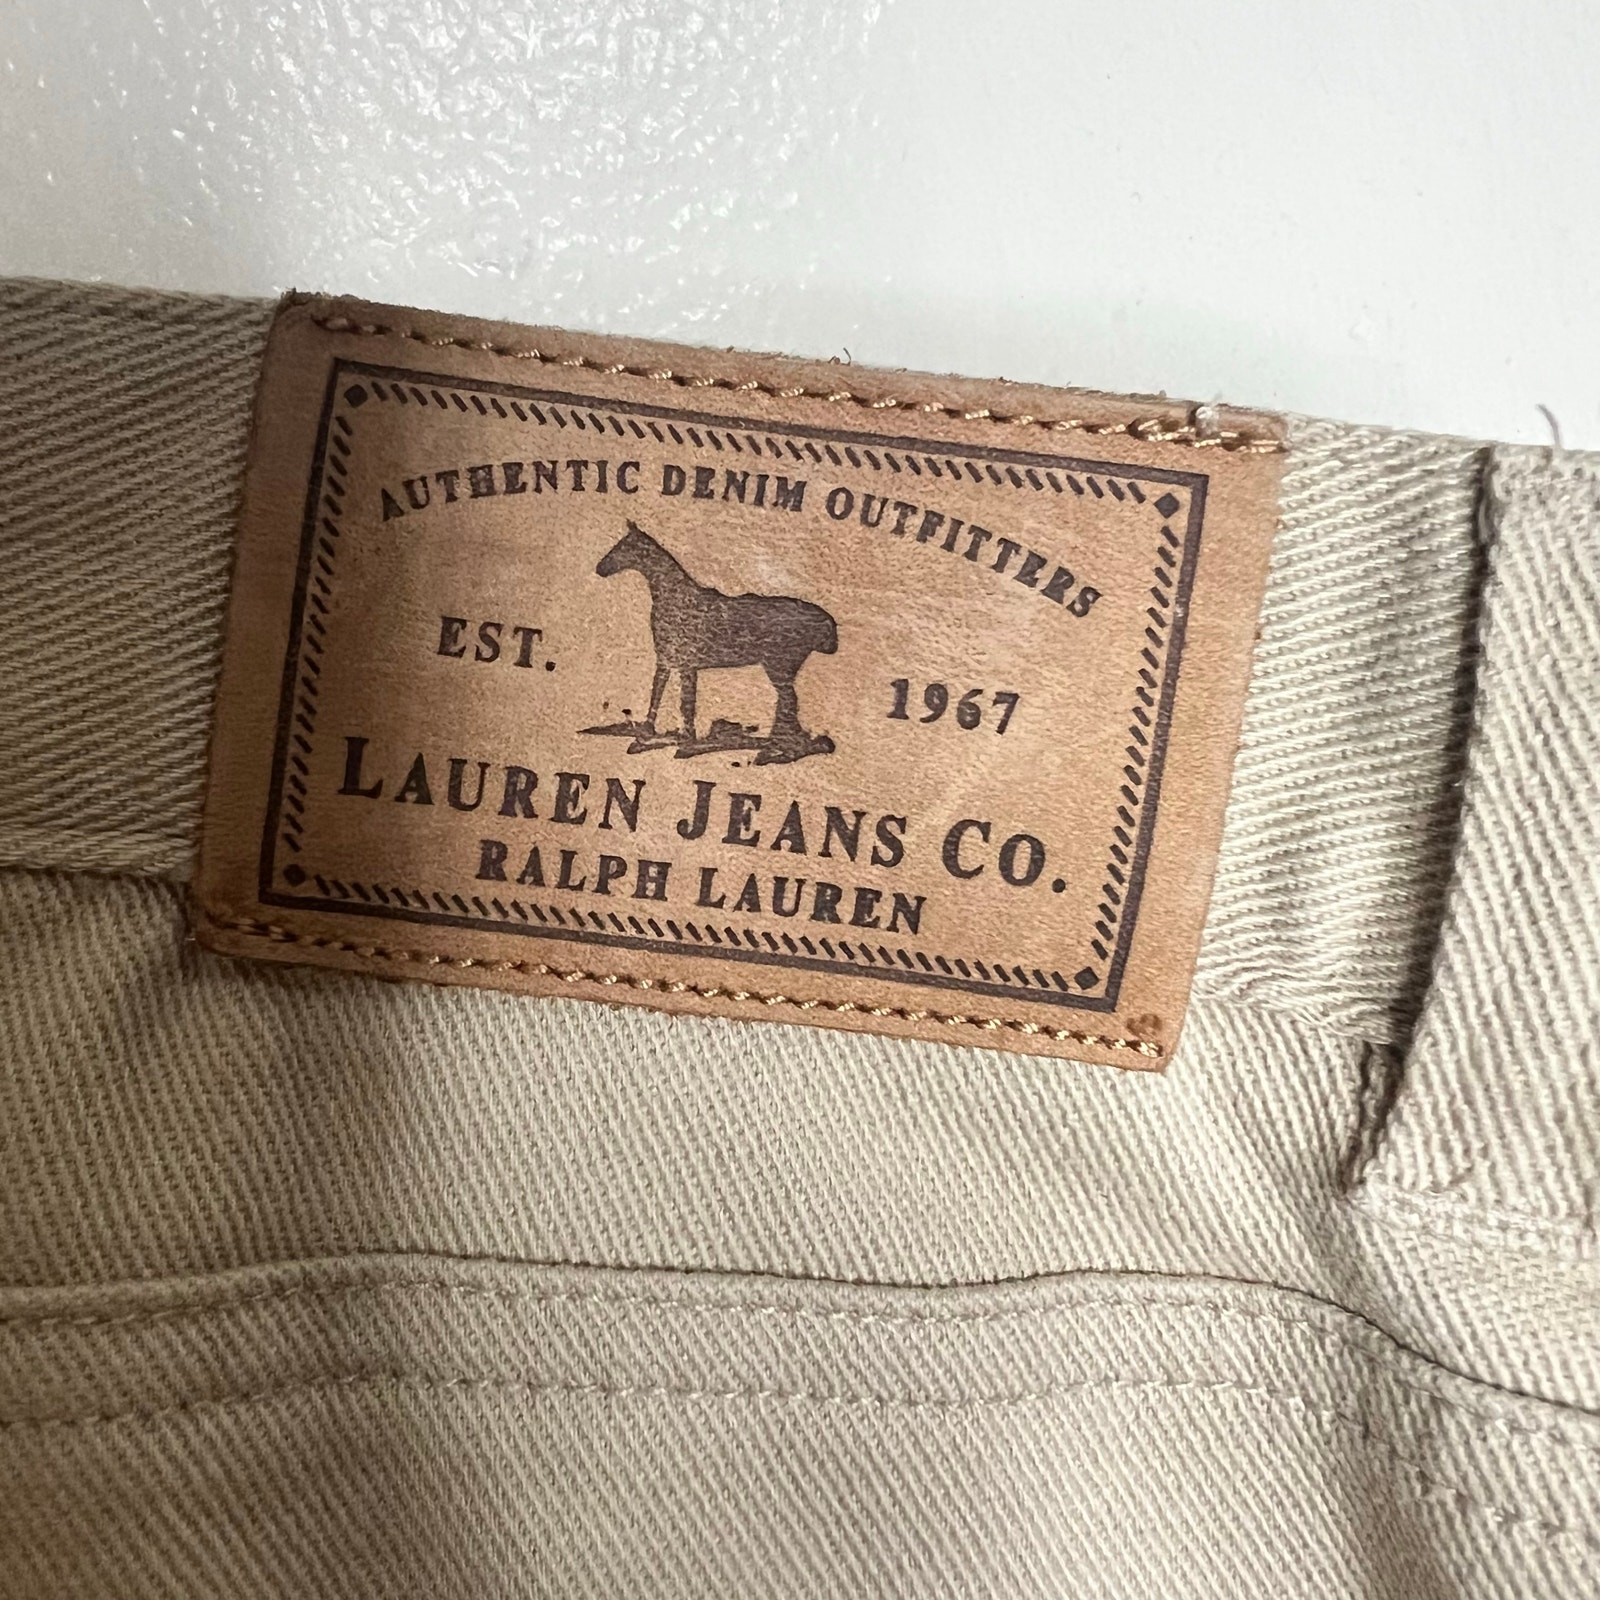 AUTHENTIC DENIM OUTFITTERS
EST. 1967
LAUREN JEANS CO.
RALPH LAUREN